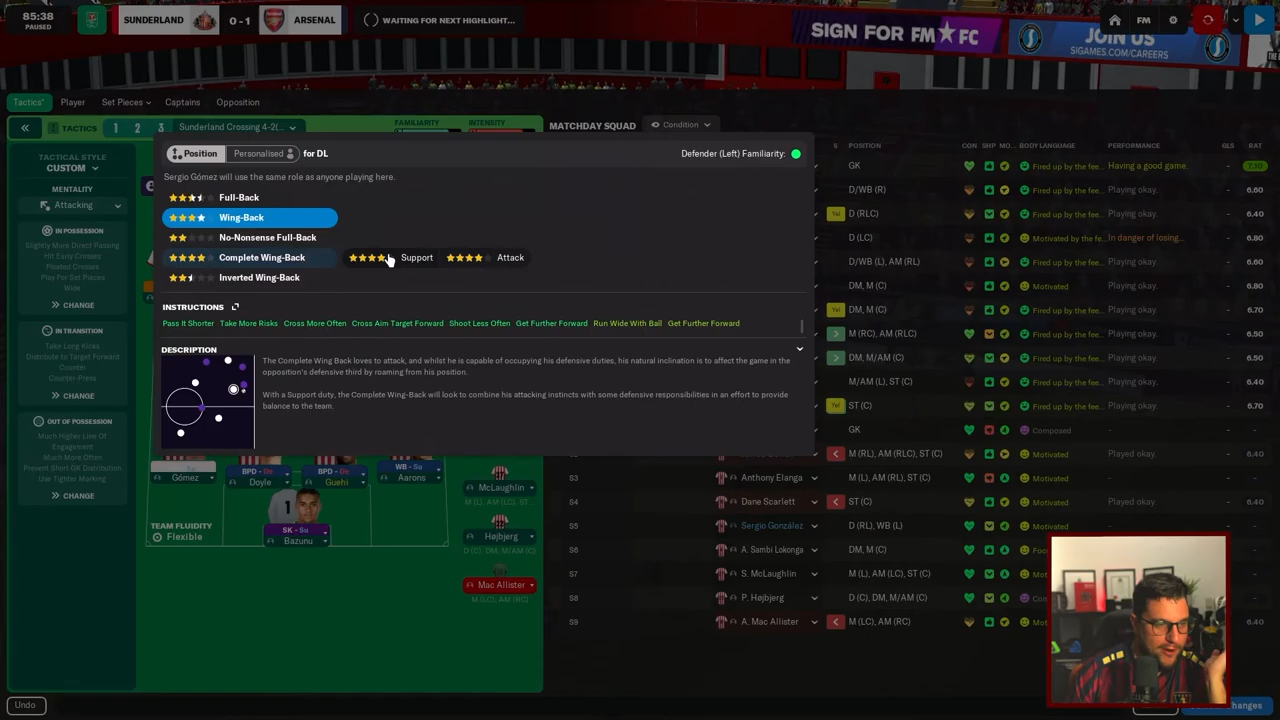 85:38
PAUSED
SUNDERLAND
0 - 1
ARSENAL
WAITING FOR NEXT HIGHLIGHT...
SIGN FOR FM★FC
JOIN US
SIGAMES.COM/CAREERS
FM
Tactics*
Player
Set Pieces
Captains
Opposition
TACTICS
1 2 3
Sunderland Crossing 4-2(...
FAMILIARITY
INTENSITY
MATCHDAY SQUAD
Condition
TACTICAL STYLE
CUSTOM
MENTALITY
Attacking
IN POSSESSION
Slightly More Direct Passing
Hit Early Crosses
Floated Crosses
Play For Set Pieces
Wide
CHANGE
IN TRANSITION
Take Long Kicks
Distribute to Target Forward
Counter
Counter-Press
CHANGE
OUT OF POSSESSION
Much Higher Line Of
Engagement
Much More Often
Prevent Short GK Distribution
Use Tighter Marking
CHANGE
Position
Personalised
for DL
Defender (Left) Familiarity:
Sergio Gómez will use the same role as anyone playing here.
Full-Back
Wing-Back
No-Nonsense Full-Back
Complete Wing-Back
Support
Attack
Inverted Wing-Back
INSTRUCTIONS
Pass It Shorter Take More Risks Cross More Often Cross Aim Target Forward Shoot Less Often Get Further Forward Run Wide With Ball Get Further Forward
DESCRIPTION
The Complete Wing Back loves to attack, and whilst he is capable of occupying his defensive duties, his natural inclination is to affect the game in the
opposition's defensive third by roaming from his position.
With a Support duty, the Complete Wing-Back will look to combine his attacking instincts with some defensive responsibilities in an effort to provide
balance to the team.
Gómez
BPD - De
Doyle
BPD - De
Guehi
WB - Su
Aarons
1
SK - Su
Bazunu
TEAM FLUIDITY
Flexible
McLaughlin
M (L), AM (LC), ST ...
Højbjerg
D (C), DM, M/AM (C)
Mac Allister
M (LC), AM (RC)
S POSITION CON SHP MO... BODY LANGUAGE PERFORMANCE GLS RATING
GK Fired up by the fee... Having a good game. - 7.10
D/WB (R) Fired up by the fee... Playing okay. - 6.60
Yel D (RLC) Fired up by the fee... Playing okay. - 6.40
D (LC) Motivated by the fe... In danger of losing... - 6.80
D/WB (L), AM (RL) Fired up by the fee... Playing okay. - 6.60
DM, M (C) Motivated Playing okay. - 6.80
Yel DM, M (C) Fired up by the fee... Playing okay. - 6.70
M (RC), AM (RLC) Fired up by the fee... Playing okay. - 6.60
DM, M/AM (C) Fired up by the fee... Playing okay. - 6.60
M/AM (L), ST (C) Fired up by the fee... Playing okay. - 6.40
Yel ST (C) Fired up by the fee... Playing okay. - 6.70
GK Composed - -
M (RL), AM (RLC), ST (C) Motivated Played okay. - 6.40
S3 Anthony Elanga M (L), AM (RL), ST (C) Motivated - -
S4 Dane Scarlett ST (C) Motivated Played okay. - 6.40
S5 Sergio González D (RL), WB (L) Motivated - -
S6 A. Sambi Lokonga DM, M (C)
S7 S. McLaughlin M (L), AM (LC), ST (C)
S8 P. Højbjerg D (C), DM, M/AM (C)
S9 A. Mac Allister M (LC), AM (RC) 6.40
Undo